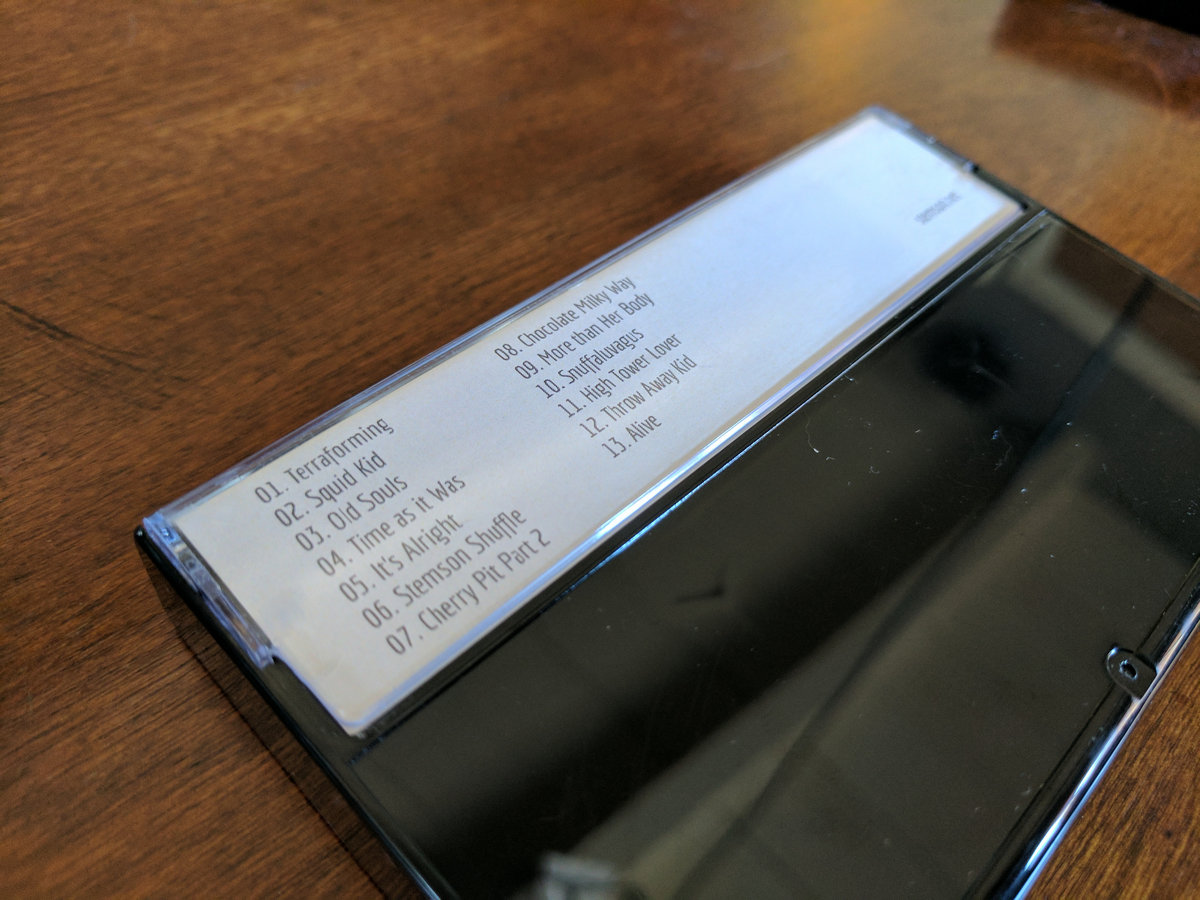 01. Terraforming
02. Squid Kid
03. Old Souls
04. Time as it Was
05. It's Alright
06. Stemson Shuffle
07. Cherry Pit Part 2
08. Chocolate Milky Way
09. More than Her Body
10. Snuffaluvagus
11. High Tower Lover
12. Throw Away Kid
13. Alive